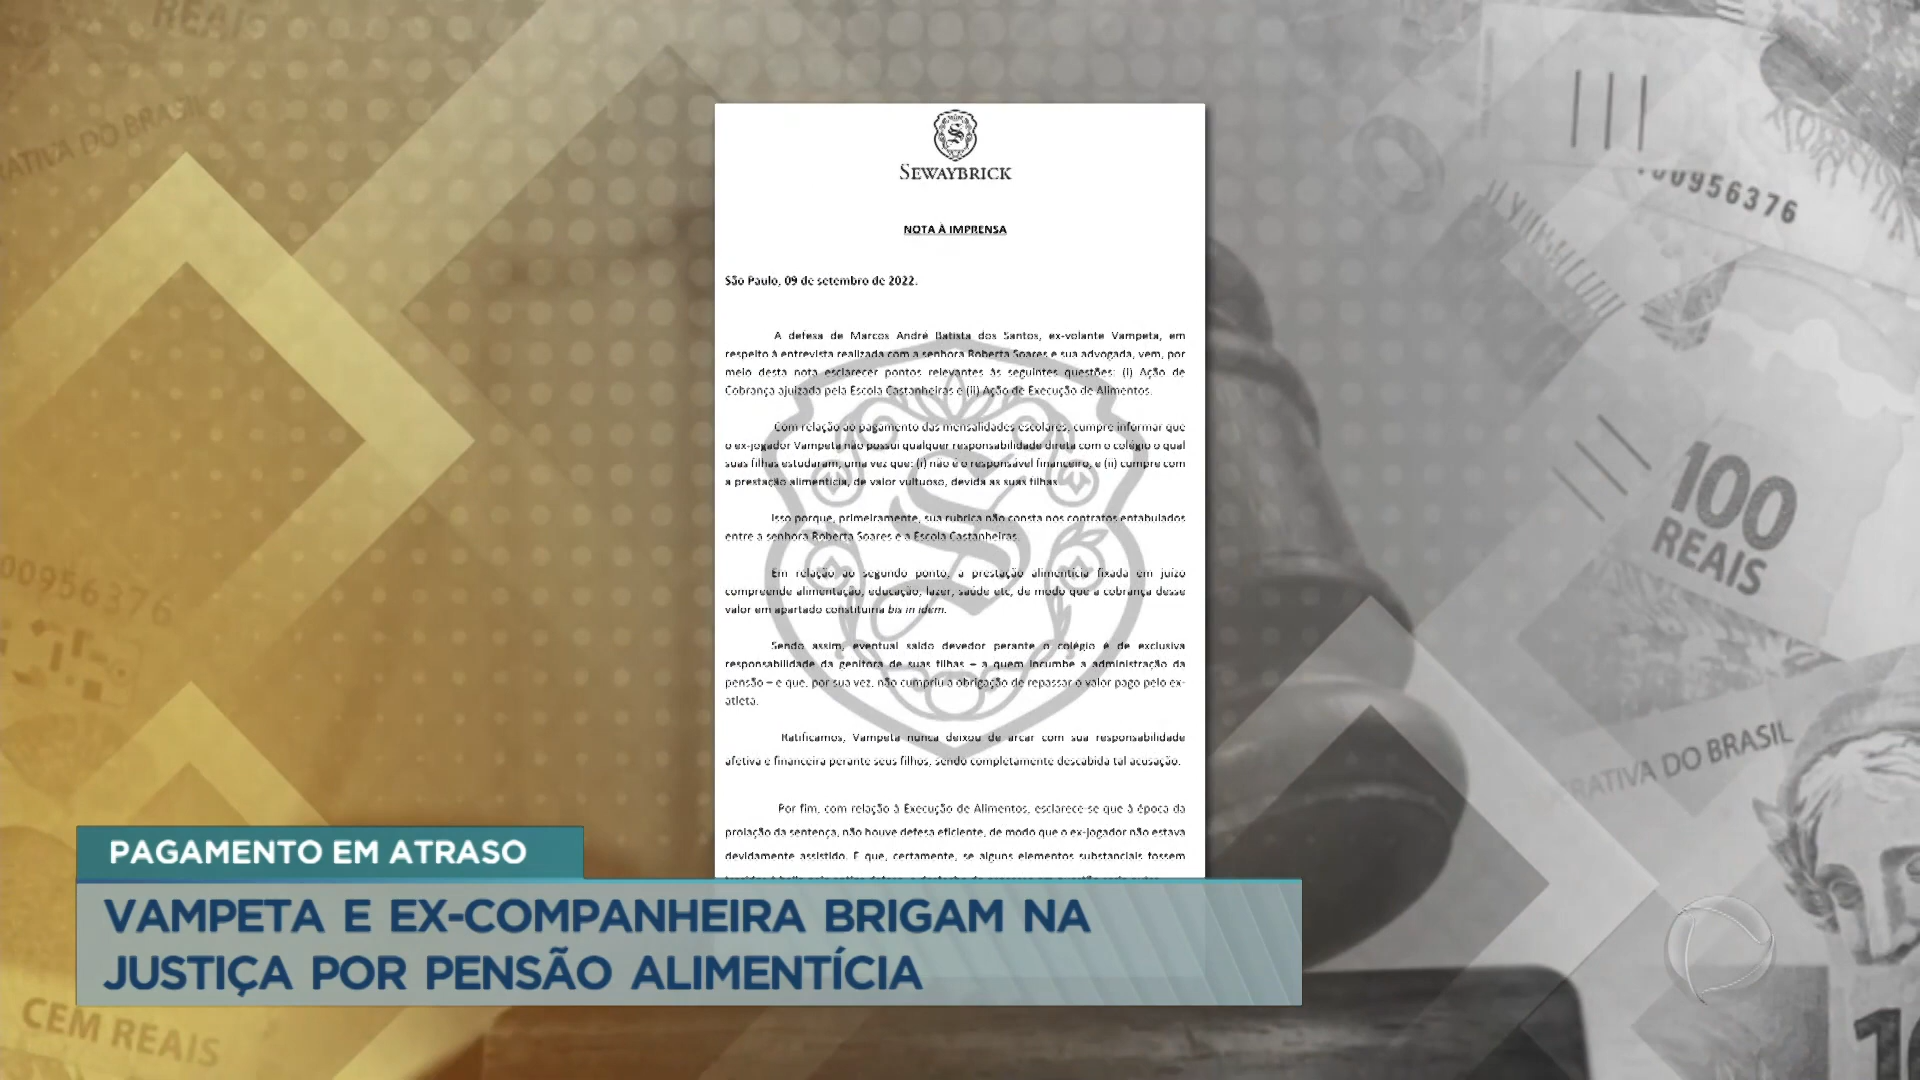 REAIS
RATIVA DO BRASIL
00956376
CEM REAIS
SEWAYBRICK
NOTA À IMPRENSA
São Paulo, 09 de setembro de 2022.
A defesa de Marcos André Batista dos Santos, ex-volante Vampeta, em
respeito à entrevista realizada com a senhora Roberta Soares e sua advogada, vem, por
meio desta nota esclarecer pontos relevantes às seguintes questões: (i) Ação de
Cobrança ajuizada pela Escola Castanheiras e (ii) Ação de Execução de Alimentos.
Com relação ao pagamento das mensalidades escolares, cumpre informar que
o ex-jogador Vampeta não possui qualquer responsabilidade direta com o colégio o qual
suas filhas estudaram, uma vez que: (i) não é o responsável financeiro, e (ii) cumpre com
a prestação alimentícia, de valor vultuoso, devida as suas filhas.
Isso porque, primeiramente, sua rubrica não consta nos contratos entabulados
entre a senhora Roberta Soares e a Escola Castanheiras.
Em relação ao segundo ponto, a prestação alimentícia fixada em juízo
compreende alimentação, educação, lazer, saúde etc, de modo que a cobrança desse
valor em apartado constituiria bis in idem.
Sendo assim, eventual saldo devedor perante o colégio é de exclusiva
responsabilidade da genitora de suas filhas – a quem incumbe a administração da
pensão – e que, por sua vez, não cumpriu a obrigação de repassar o valor pago pelo ex-
atleta.
Ratificamos, Vampeta nunca deixou de arcar com sua responsabilidade
afetiva e financeira perante seus filhos, sendo completamente descabida tal acusação.
Por fim, com relação à Execução de Alimentos, esclarece-se que à época da
prolação da sentença, não houve defesa eficiente, de modo que o ex-jogador não estava
devidamente assistido. E que, certamente, se alguns elementos substanciais fossem
00956376
100
REAIS
RATIVA DO BRASIL
PAGAMENTO EM ATRASO
VAMPETA E EX-COMPANHEIRA BRIGAM NA
JUSTIÇA POR PENSÃO ALIMENTÍCIA